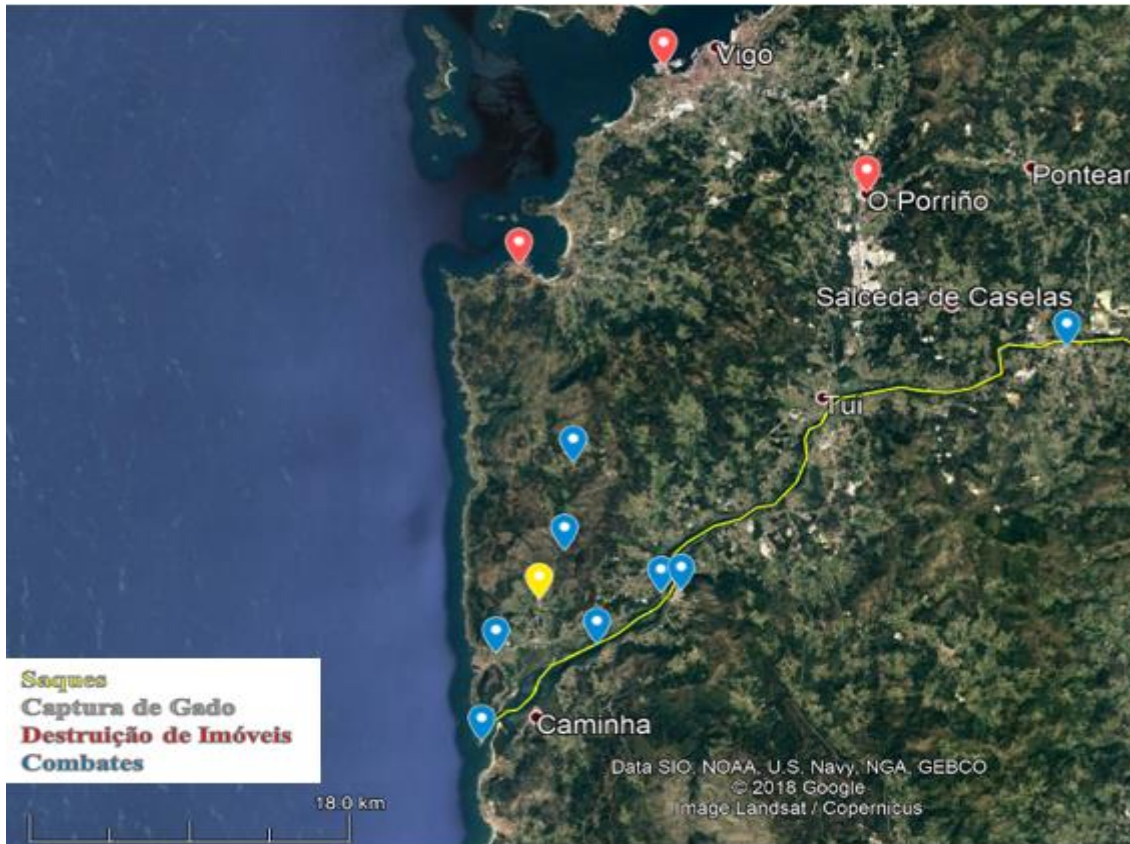 Vigo
O Porriño
Pontear
Salceda de Caselas
Tui
Caminha
Saques
Captura de Gado
Destruição de Imóveis
Combates
Data SIO, NOAA, U.S. Navy, NGA, GEBCO
© 2018 Google
Image Landsat / Copernicus
18.0 km